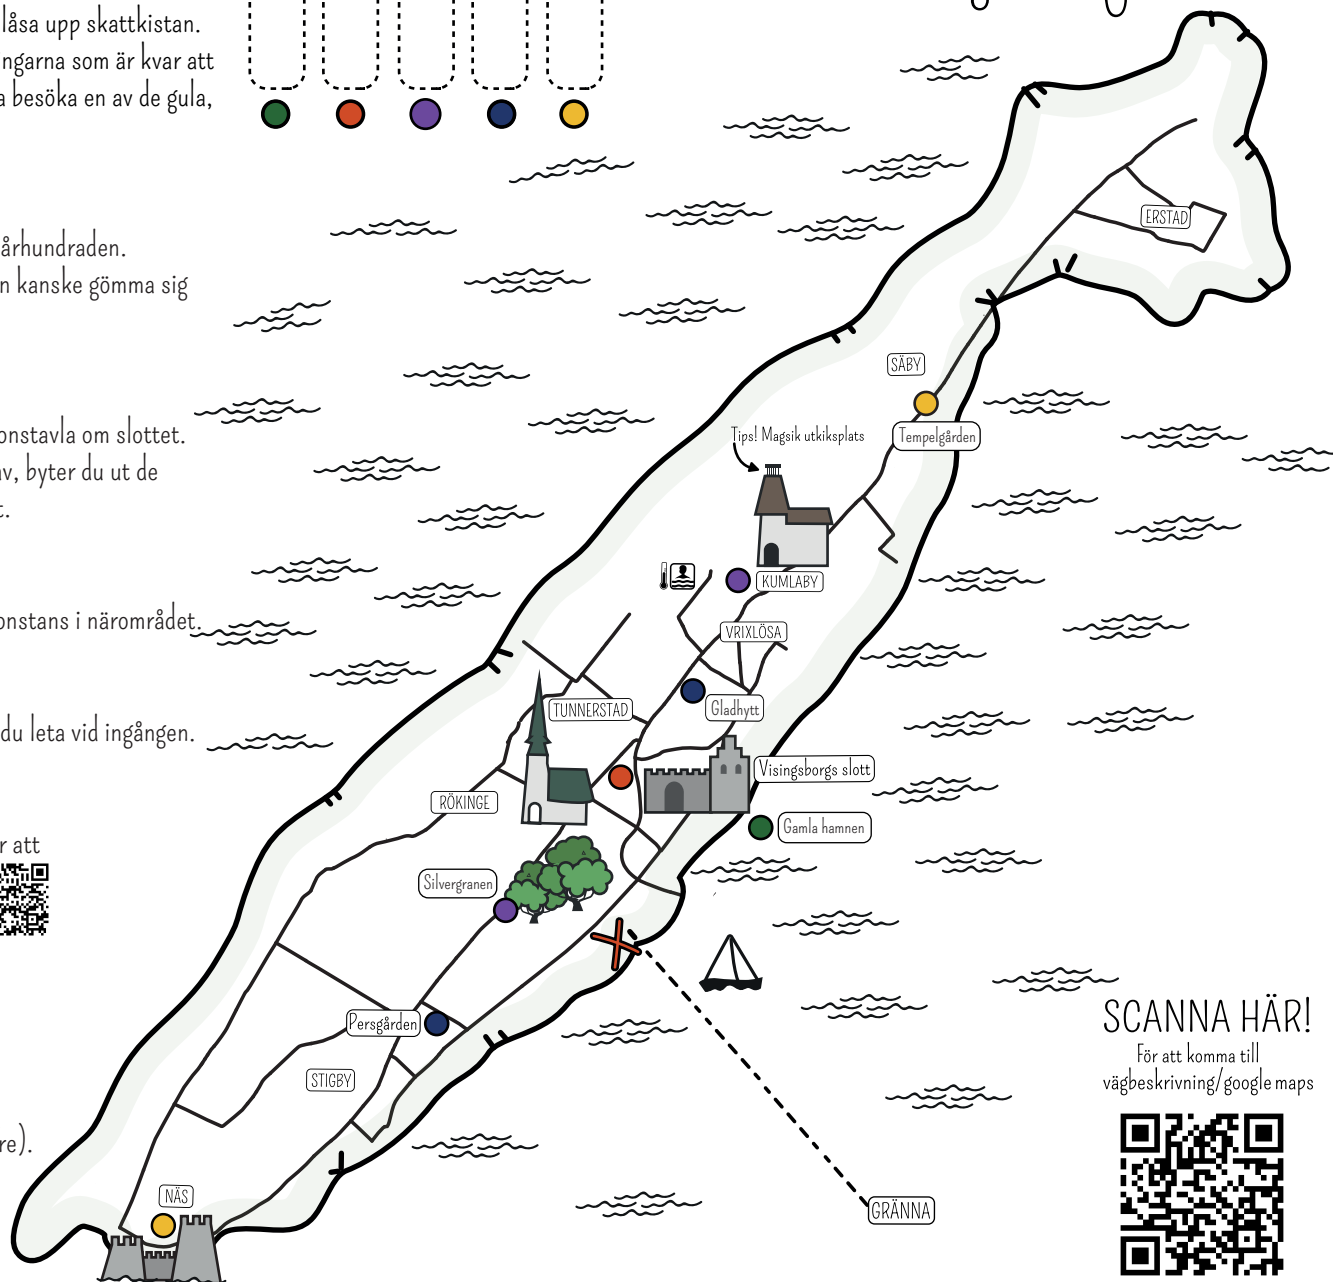 låsa upp skattkistan.
ngarna som är kvar att
a besöka en av de gula,
århundraden.
n kanske gömma sig
onstavla om slottet.
av, byter du ut de
t.
onstans i närområdet.
du leta vid ingången.
r att
re).
ERSTAD
SÄBY
Tempelgården
Tips! Magsik utkiksplats
KUMLABY
VRIXLÖSA
TUNNERSTAD
Gladhytt
Visingsborgs slott
RÖKINGE
Gamla hamnen
Silvergranen
Persgården
STIGBY
NÄS
GRÄNNA
SCANNA HÄR!
För att komma till
vägbeskrivning/google maps